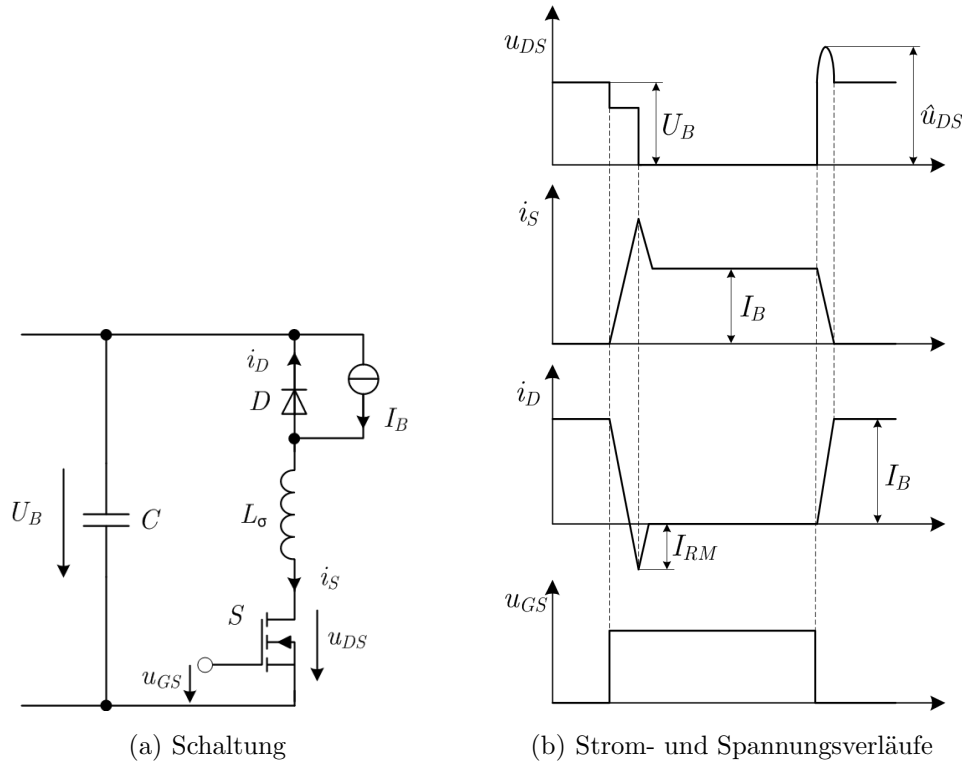 i_D
D
I_B
U_B
C
L_σ
i_S
S
u_DS
u_GS
(a) Schaltung
u_DS
U_B
û_DS
i_S
I_B
i_D
I_B
I_RM
u_GS
(b) Strom- und Spannungsverläufe